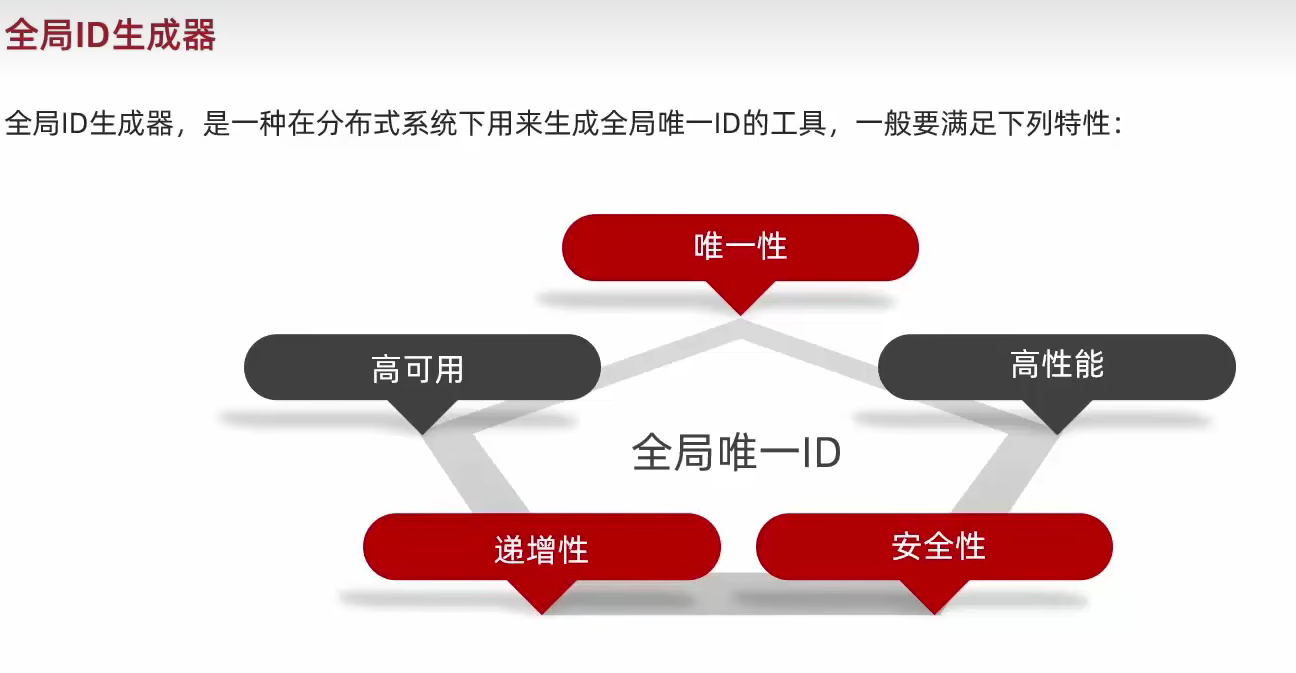 全局ID生成器
全局ID生成器，是一种在分布式系统下用来生成全局唯一ID的工具，一般要满足下列特性：
唯一性
高可用
高性能
全局唯一ID
递增性
安全性